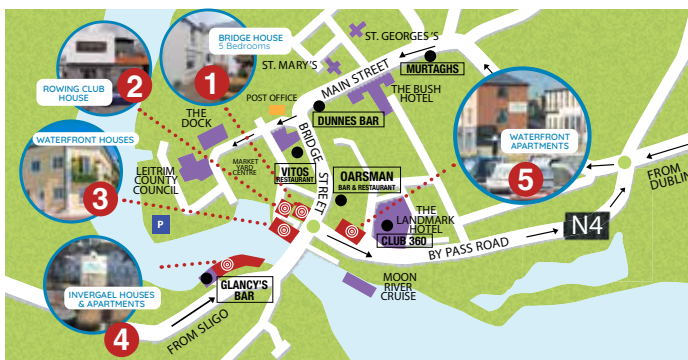 BRIDGE HOUSE
5 Bedrooms
1
ROWING CLUB
HOUSE
2
WATERFRONT HOUSES
3
INVERGAEL HOUSES
& APARTMENTS
4
WATERFRONT
APARTMENTS
5
ST. GEORGES'S
ST. MARY'S
MAIN STREET
MURTAGHS
THE BUSH
HOTEL
POST OFFICE
DUNNES BAR
THE
DOCK
BRIDGE STREET
MARKET
YARD
CENTRE
VITOS
RESTAURANT
OARSMAN
BAR & RESTAURANT
LEITRIM
COUNTY
COUNCIL
P
THE
LANDMARK
HOTEL
CLUB 360
BY PASS ROAD
N4
FROM
DUBLIN
MOON
RIVER
CRUISE
GLANCY'S
BAR
FROM SLIGO